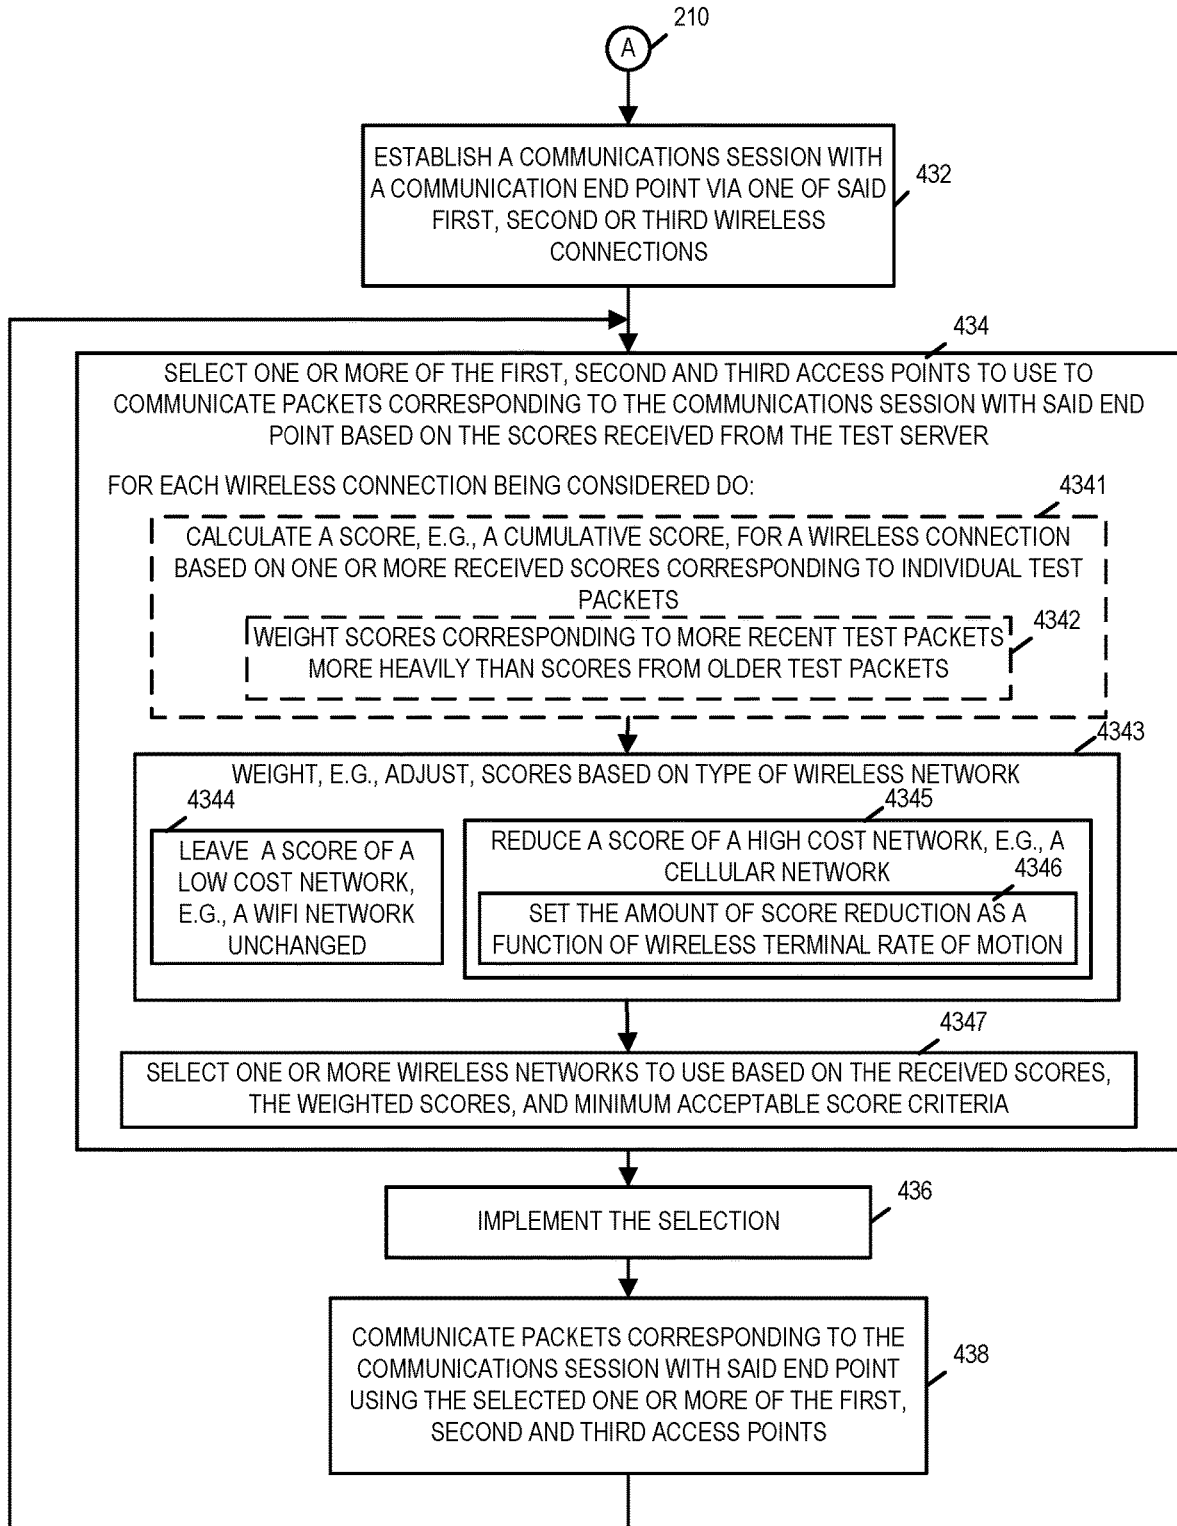 210
A
ESTABLISH A COMMUNICATIONS SESSION WITH
A COMMUNICATION END POINT VIA ONE OF SAID
FIRST, SECOND OR THIRD WIRELESS
CONNECTIONS
432
434
SELECT ONE OR MORE OF THE FIRST, SECOND AND THIRD ACCESS POINTS TO USE TO
COMMUNICATE PACKETS CORRESPONDING TO THE COMMUNICATIONS SESSION WITH SAID END
POINT BASED ON THE SCORES RECEIVED FROM THE TEST SERVER
FOR EACH WIRELESS CONNECTION BEING CONSIDERED DO:
4341
CALCULATE A SCORE, E.G., A CUMULATIVE SCORE, FOR A WIRELESS CONNECTION
BASED ON ONE OR MORE RECEIVED SCORES CORRESPONDING TO INDIVIDUAL TEST
PACKETS
4342
WEIGHT SCORES CORRESPONDING TO MORE RECENT TEST PACKETS
MORE HEAVILY THAN SCORES FROM OLDER TEST PACKETS
4343
WEIGHT, E.G., ADJUST, SCORES BASED ON TYPE OF WIRELESS NETWORK
4344
LEAVE A SCORE OF A
LOW COST NETWORK,
E.G., A WIFI NETWORK
UNCHANGED
4345
REDUCE A SCORE OF A HIGH COST NETWORK, E.G., A
CELLULAR NETWORK
4346
SET THE AMOUNT OF SCORE REDUCTION AS A
FUNCTION OF WIRELESS TERMINAL RATE OF MOTION
4347
SELECT ONE OR MORE WIRELESS NETWORKS TO USE BASED ON THE RECEIVED SCORES,
THE WEIGHTED SCORES, AND MINIMUM ACCEPTABLE SCORE CRITERIA
436
IMPLEMENT THE SELECTION
COMMUNICATE PACKETS CORRESPONDING TO THE
COMMUNICATIONS SESSION WITH SAID END POINT
USING THE SELECTED ONE OR MORE OF THE FIRST,
SECOND AND THIRD ACCESS POINTS
438